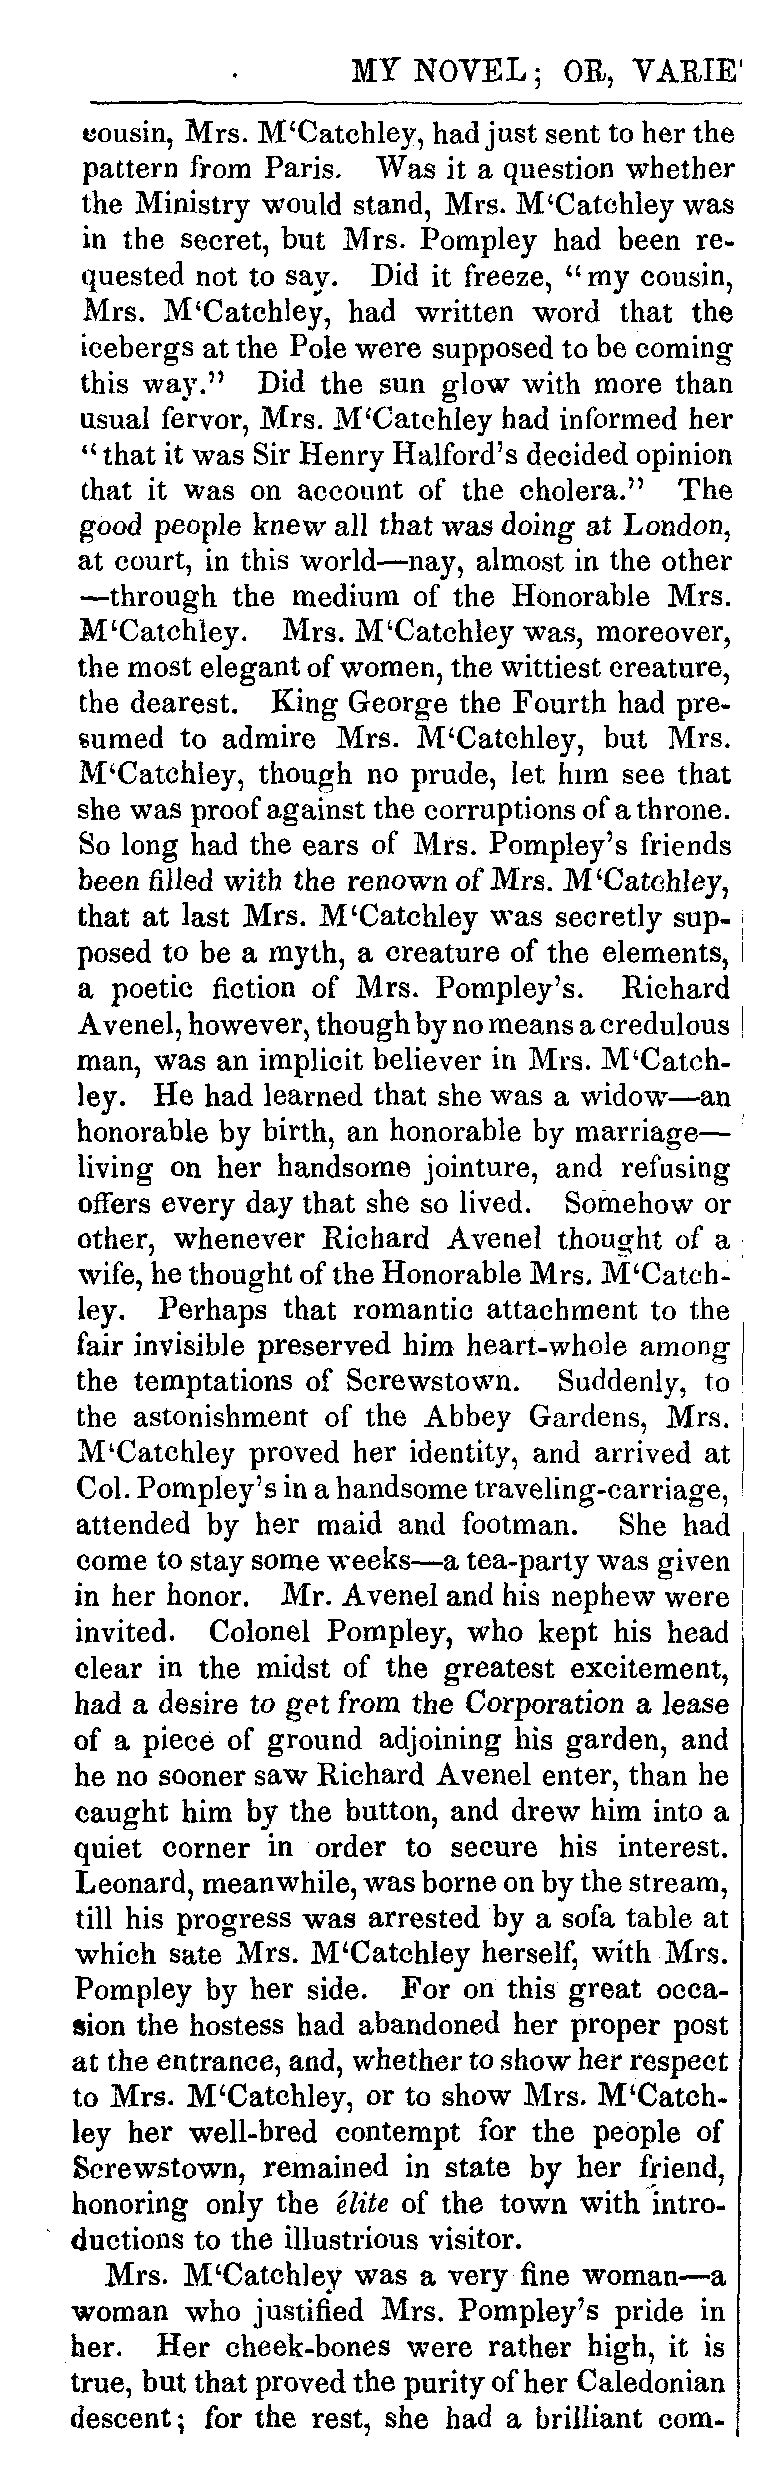 MY NOVEL; OR, VARIE
cousin, Mrs. M‘Catchley, had just sent to her the
pattern from Paris. Was it a question whether
the Ministry would stand, Mrs. M‘Catchley was
in the secret, but Mrs. Pompley had been re-
quested not to say. Did it freeze, “my cousin,
Mrs. M‘Catchley, had written word that the
icebergs at the Pole were supposed to be coming
this way.” Did the sun glow with more than
usual fervor, Mrs. M‘Catchley had informed her
“that it was Sir Henry Halford’s decided opinion
that it was on account of the cholera.” The
good people knew all that was doing at London,
at court, in this world—nay, almost in the other
—through the medium of the Honorable Mrs.
M‘Catchley. Mrs. M‘Catchley was, moreover,
the most elegant of women, the wittiest creature,
the dearest. King George the Fourth had pre-
sumed to admire Mrs. M‘Catchley, but Mrs.
M‘Catchley, though no prude, let him see that
she was proof against the corruptions of a throne.
So long had the ears of Mrs. Pompley’s friends
been filled with the renown of Mrs. M‘Catchley,
that at last Mrs. M‘Catchley was secretly sup-
posed to be a myth, a creature of the elements,
a poetic fiction of Mrs. Pompley’s. Richard
Avenel, however, though by no means a credulous
man, was an implicit believer in Mrs. M‘Catch-
ley. He had learned that she was a widow—an
honorable by birth, an honorable by marriage—
living on her handsome jointure, and refusing
offers every day that she so lived. Somehow or
other, whenever Richard Avenel thought of a
wife, he thought of the Honorable Mrs. M‘Catch-
ley. Perhaps that romantic attachment to the
fair invisible preserved him heart-whole among
the temptations of Screwstown. Suddenly, to
the astonishment of the Abbey Gardens, Mrs.
M‘Catchley proved her identity, and arrived at
Col. Pompley’s in a handsome traveling-carriage,
attended by her maid and footman. She had
come to stay some weeks—a tea-party was given
in her honor. Mr. Avenel and his nephew were
invited. Colonel Pompley, who kept his head
clear in the midst of the greatest excitement,
had a desire to get from the Corporation a lease
of a piece of ground adjoining his garden, and
he no sooner saw Richard Avenel enter, than he
caught him by the button, and drew him into a
quiet corner in order to secure his interest.
Leonard, meanwhile, was borne on by the stream,
till his progress was arrested by a sofa table at
which sate Mrs. M‘Catchley herself, with Mrs.
Pompley by her side. For on this great occa-
sion the hostess had abandoned her proper post
at the entrance, and, whether to show her respect
to Mrs. M‘Catchley, or to show Mrs. M‘Catch-
ley her well-bred contempt for the people of
Screwstown, remained in state by her friend,
honoring only the élite of the town with intro-
ductions to the illustrious visitor.
Mrs. M‘Catchley was a very fine woman—a
woman who justified Mrs. Pompley’s pride in
her. Her cheek-bones were rather high, it is
true, but that proved the purity of her Caledonian
descent; for the rest, she had a brilliant com-